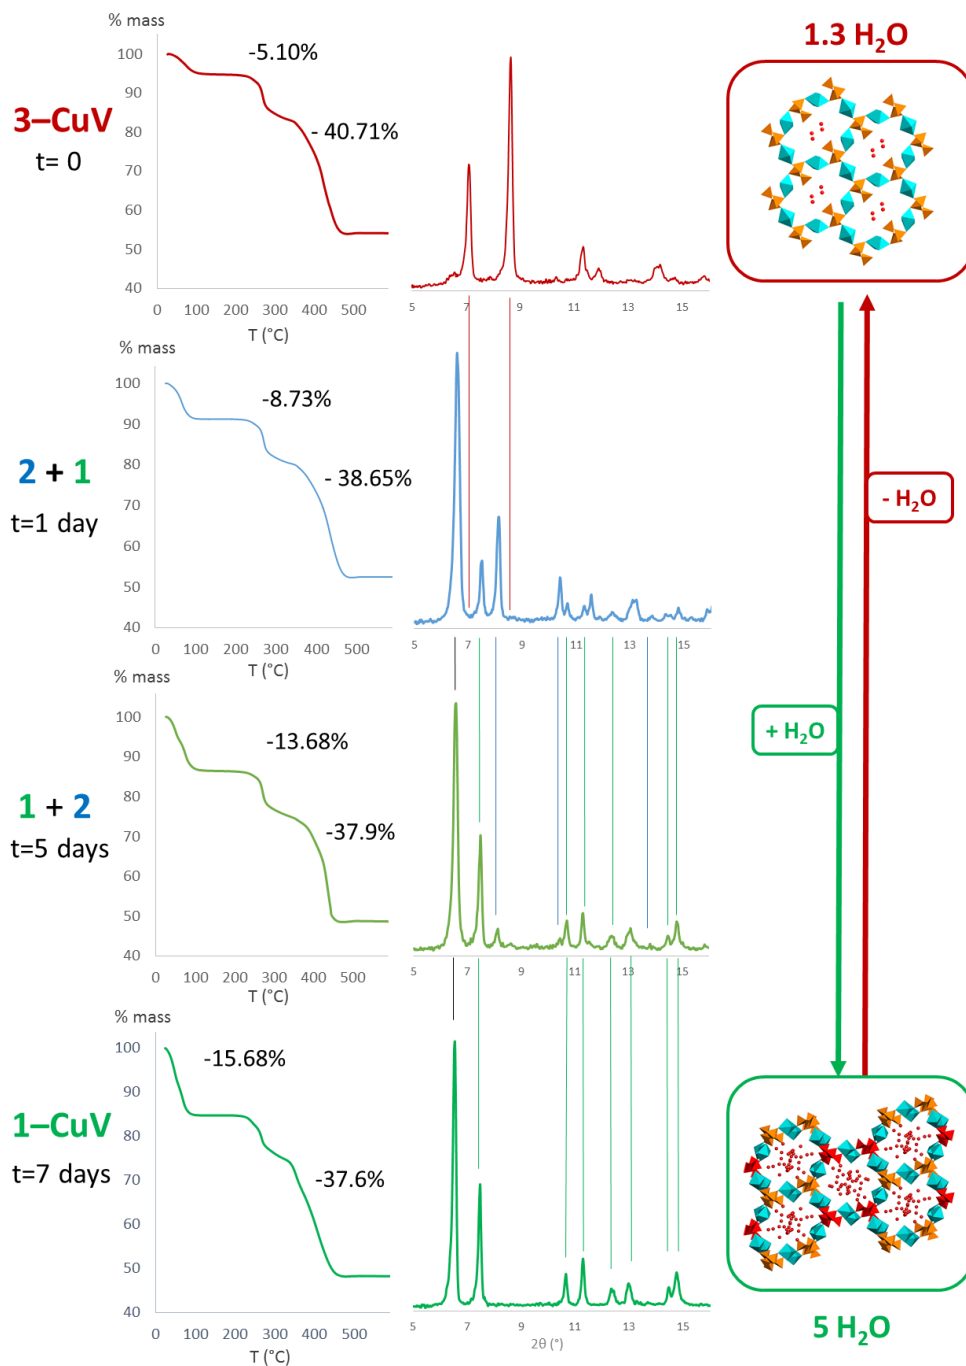 % mass
100
90
80
70
60
50
40
0 100 200 300 400 500
T (°C)
-5.10%
- 40.71%
3–CuV
t= 0
5 7 9 11 13 15
1.3 H₂O
% mass
100
90
80
70
60
50
40
0 100 200 300 400 500
T (°C)
-8.73%
- 38.65%
2 + 1
t=1 day
5 7 9 11 13 15
- H₂O
+ H₂O
% mass
100
90
80
70
60
50
40
0 100 200 300 400 500
T (°C)
-13.68%
-37.9%
1 + 2
t=5 days
5 7 9 11 13 15
% mass
100
90
80
70
60
50
40
0 100 200 300 400 500
T (°C)
-15.68%
-37.6%
1–CuV
t=7 days
5 7 9 11 13 15
2θ (°)
5 H₂O